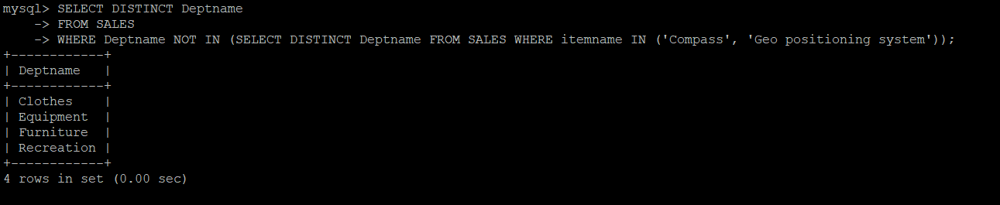 mysql> SELECT DISTINCT Deptname
    -> FROM SALES
    -> WHERE Deptname NOT IN (SELECT DISTINCT Deptname FROM SALES WHERE itemname IN ('Compass', 'Geo positioning system'));
+------------+
| Deptname   |
+------------+
| Clothes    |
| Equipment  |
| Furniture  |
| Recreation |
+------------+
4 rows in set (0.00 sec)